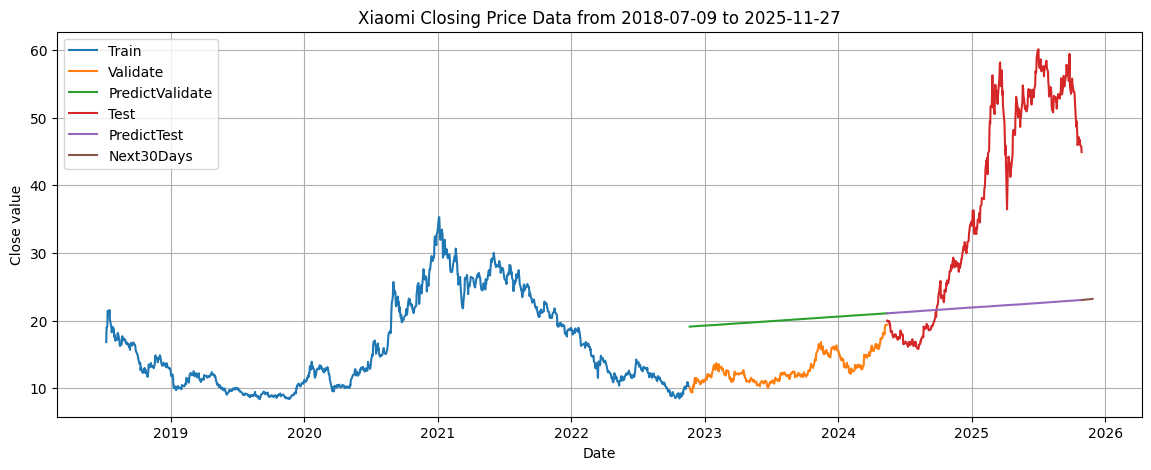 Xiaomi Closing Price Data from 2018-07-09 to 2025-11-27
Train
Validate
PredictValidate
Test
PredictTest
Next30Days
Close value
60
50
40
30
20
10
2019 2020 2021 2022 2023 2024 2025 2026
Date